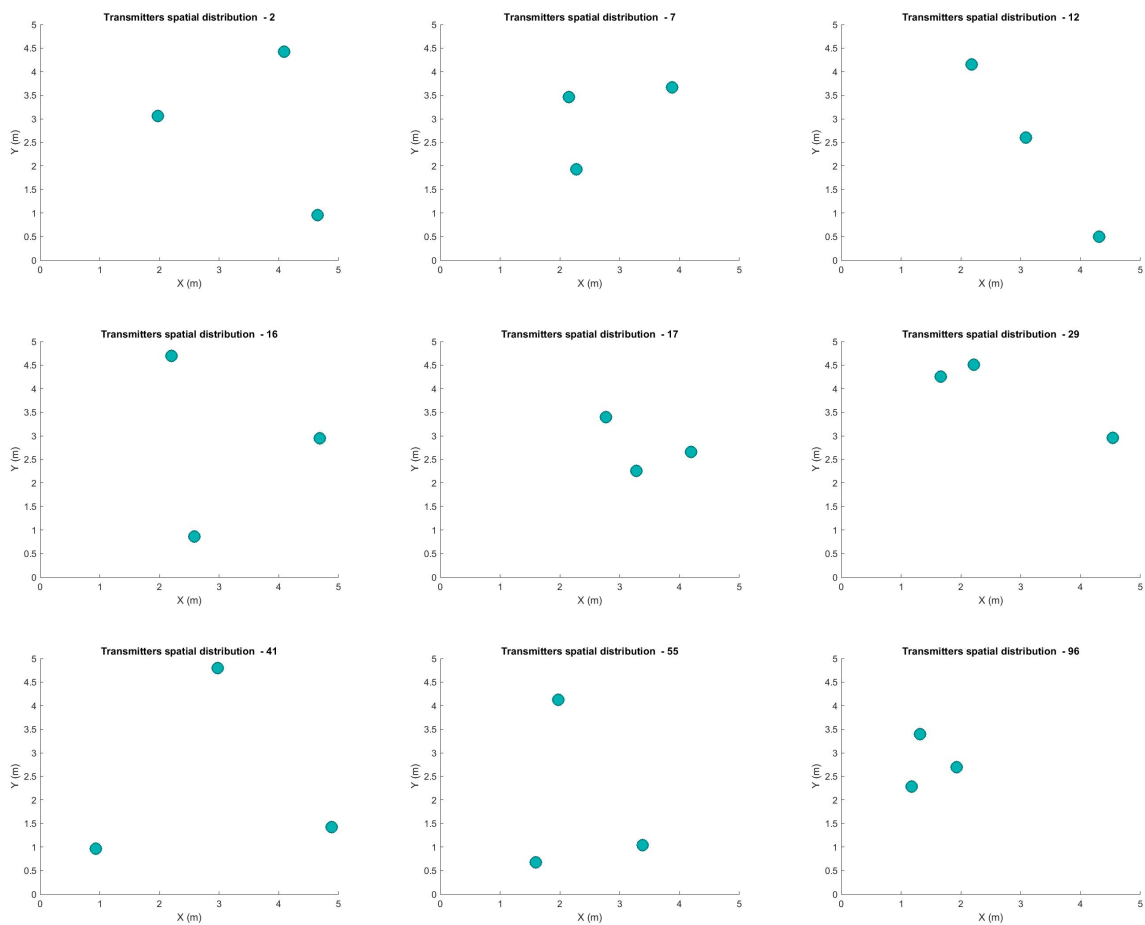 Transmitters spatial distribution - 2
5
4.5
4
3.5
3
2.5
2
1.5
1
0.5
0
Y (m)
0 1 2 3 4 5
X (m)
Transmitters spatial distribution - 7
5
4.5
4
3.5
3
2.5
2
1.5
1
0.5
0
Y (m)
0 1 2 3 4 5
X (m)
Transmitters spatial distribution - 12
5
4.5
4
3.5
3
2.5
2
1.5
1
0.5
0
Y (m)
0 1 2 3 4 5
X (m)
Transmitters spatial distribution - 16
5
4.5
4
3.5
3
2.5
2
1.5
1
0.5
0
Y (m)
0 1 2 3 4 5
X (m)
Transmitters spatial distribution - 17
5
4.5
4
3.5
3
2.5
2
1.5
1
0.5
0
Y (m)
0 1 2 3 4 5
X (m)
Transmitters spatial distribution - 29
5
4.5
4
3.5
3
2.5
2
1.5
1
0.5
0
Y (m)
0 1 2 3 4 5
X (m)
Transmitters spatial distribution - 41
5
4.5
4
3.5
3
2.5
2
1.5
1
0.5
0
Y (m)
0 1 2 3 4 5
X (m)
Transmitters spatial distribution - 55
5
4.5
4
3.5
3
2.5
2
1.5
1
0.5
0
Y (m)
0 1 2 3 4 5
X (m)
Transmitters spatial distribution - 96
5
4.5
4
3.5
3
2.5
2
1.5
1
0.5
0
Y (m)
0 1 2 3 4 5
X (m)